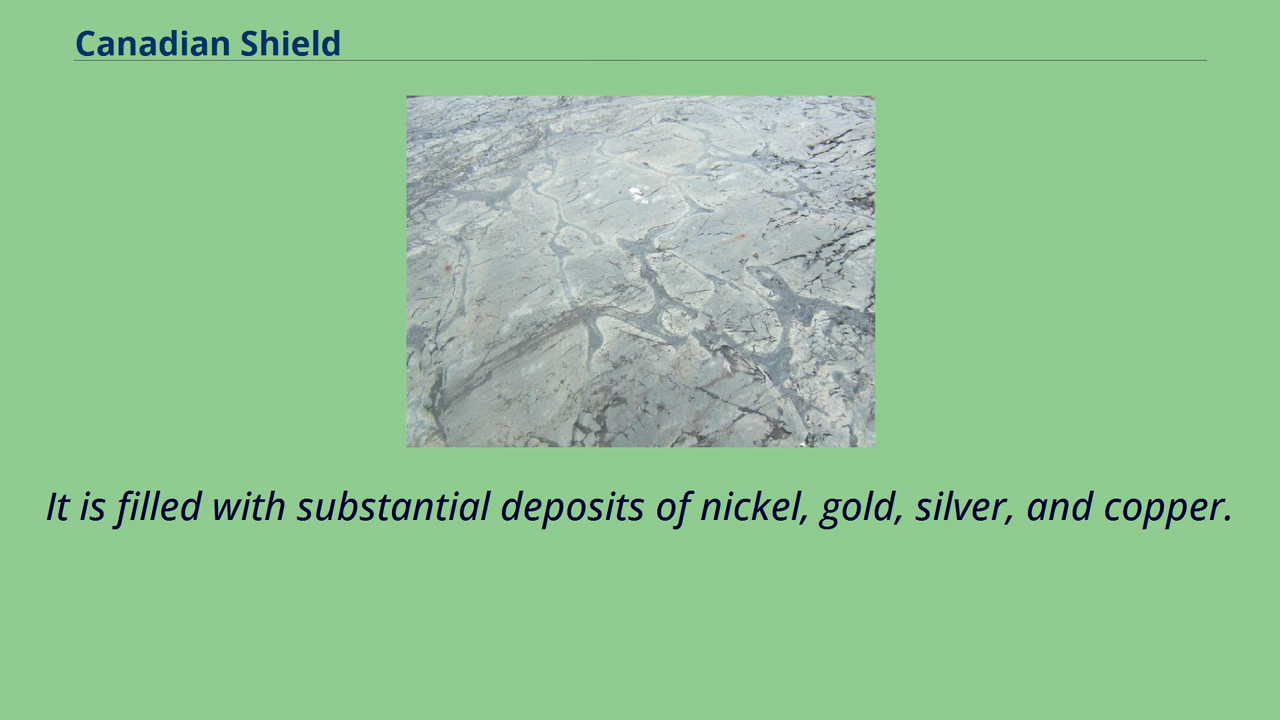 Canadian Shield
It is filled with substantial deposits of nickel, gold, silver, and copper.